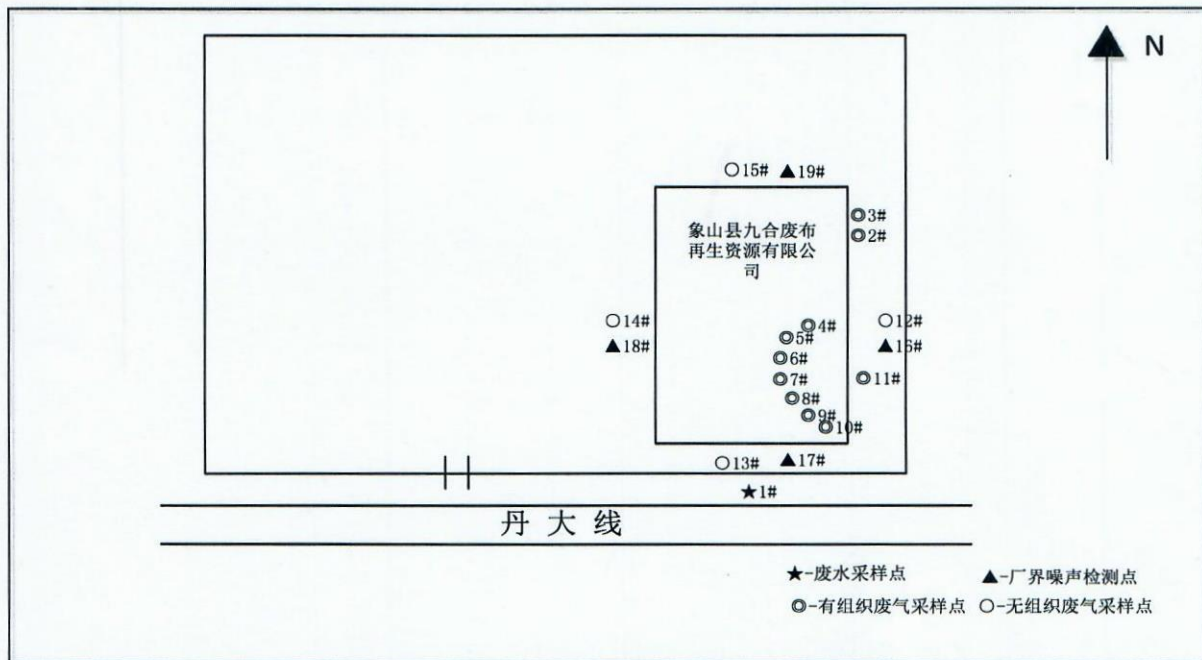 N
○15# ▲19#
◎3#
◎2#
象山县九合废布
再生资源有限公
司
○14#
▲18#
◎4#
◎5#
◎6#
◎7#
◎8#
◎9#
◎10#
○12#
▲16#
◎11#
○13# ▲17#
★1#
丹大线
★-废水采样点 ▲-厂界噪声检测点
◎-有组织废气采样点 ○-无组织废气采样点